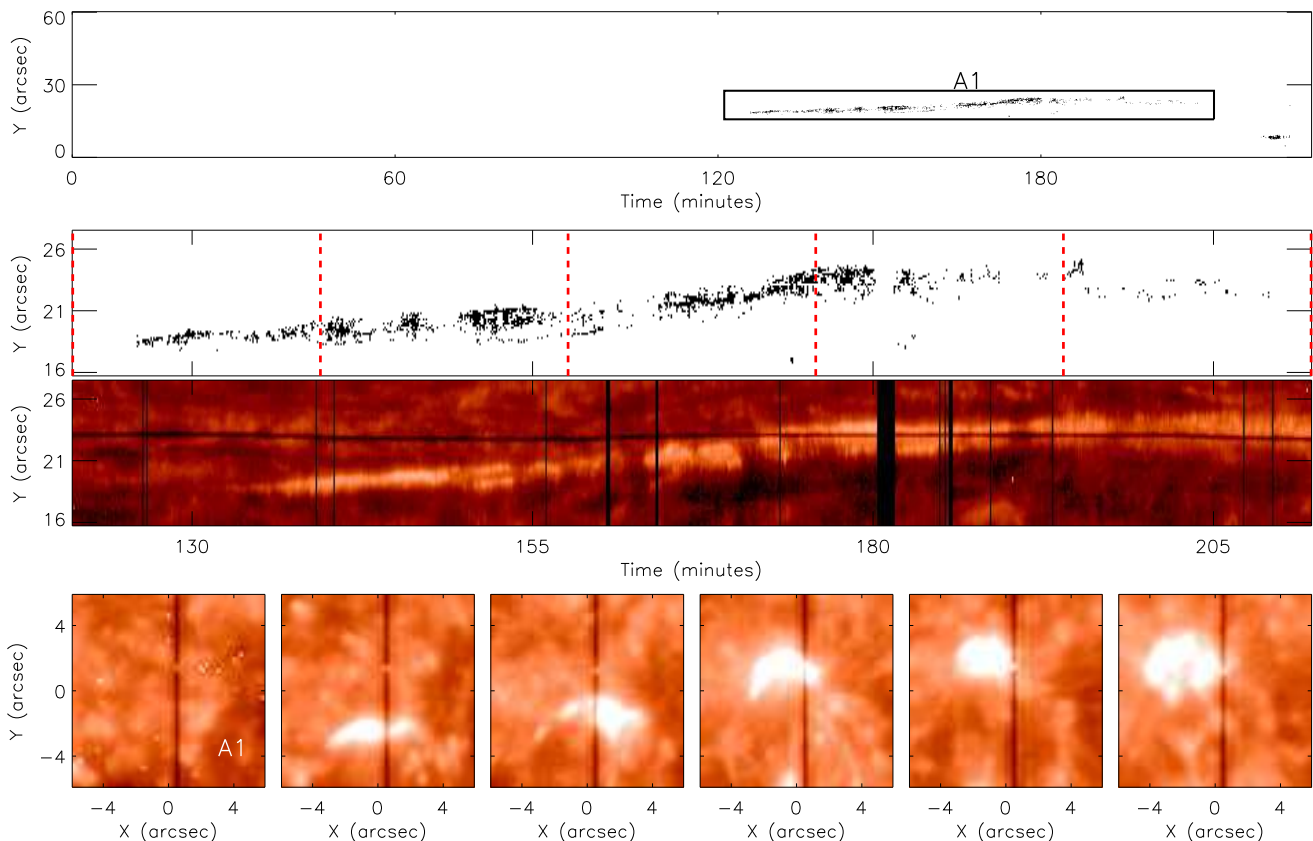 60
30
0
Y (arcsec)
A1
0 60 120 180
Time (minutes)
26
21
16
Y (arcsec)
26
21
16
Y (arcsec)
130 155 180 205
Time (minutes)
4
0
−4
Y (arcsec)
A1
−4 0 4 −4 0 4 −4 0 4 −4 0 4 −4 0 4 −4 0 4
X (arcsec) X (arcsec) X (arcsec) X (arcsec) X (arcsec) X (arcsec)